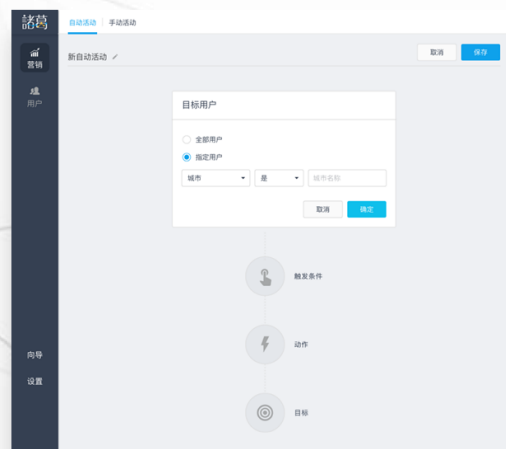 諸葛
自动活动 手动活动
营销
新自动活动
取消 保存
用户
目标用户
全部用户
指定用户
城市 是 城市名称
取消 确定
触发条件
动作
向导
设置
目标